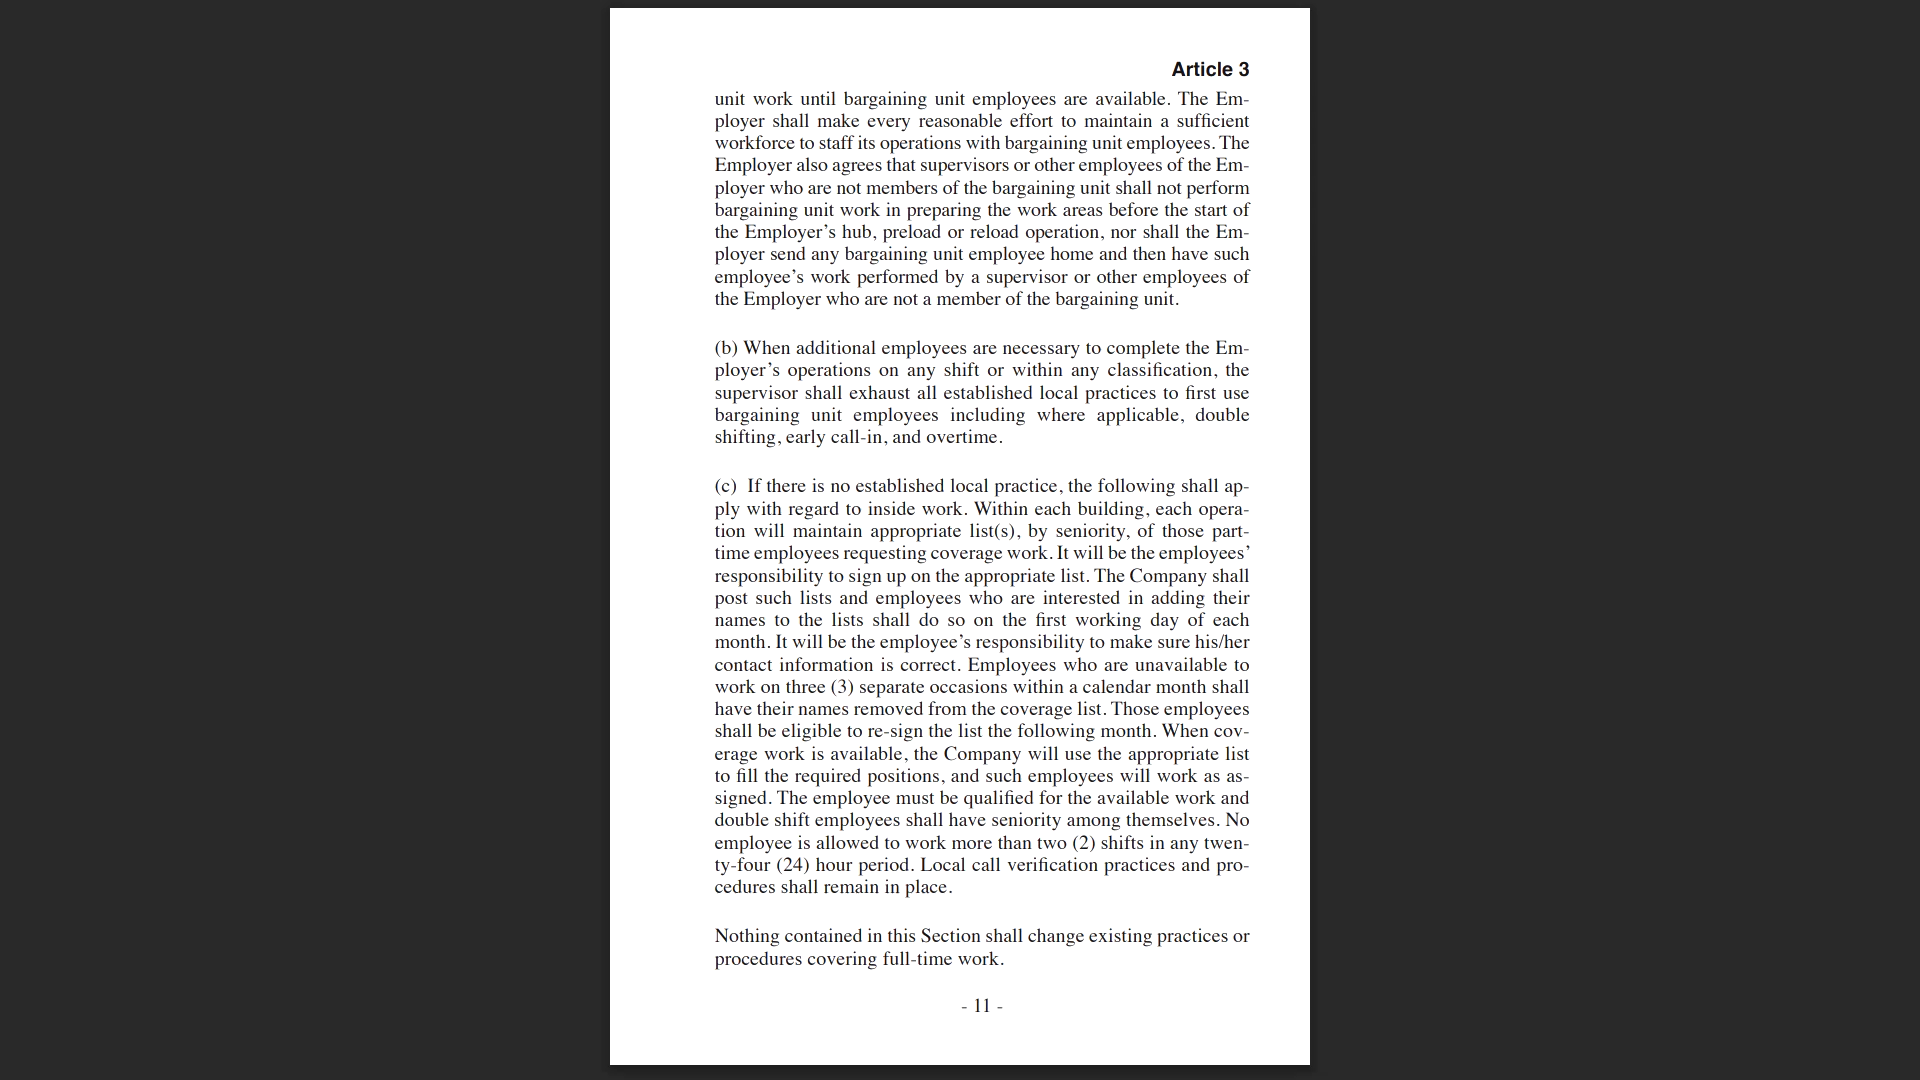 Article 3
unit work until bargaining unit employees are available. The Em-
ployer shall make every reasonable effort to maintain a sufficient
workforce to staff its operations with bargaining unit employees. The
Employer also agrees that supervisors or other employees of the Em-
ployer who are not members of the bargaining unit shall not perform
bargaining unit work in preparing the work areas before the start of
the Employer’s hub, preload or reload operation, nor shall the Em-
ployer send any bargaining unit employee home and then have such
employee’s work performed by a supervisor or other employees of
the Employer who are not a member of the bargaining unit.
(b) When additional employees are necessary to complete the Em-
ployer’s operations on any shift or within any classification, the
supervisor shall exhaust all established local practices to first use
bargaining unit employees including where applicable, double
shifting, early call-in, and overtime.
(c) If there is no established local practice, the following shall ap-
ply with regard to inside work. Within each building, each opera-
tion will maintain appropriate list(s), by seniority, of those part-
time employees requesting coverage work. It will be the employees’
responsibility to sign up on the appropriate list. The Company shall
post such lists and employees who are interested in adding their
names to the lists shall do so on the first working day of each
month. It will be the employee’s responsibility to make sure his/her
contact information is correct. Employees who are unavailable to
work on three (3) separate occasions within a calendar month shall
have their names removed from the coverage list. Those employees
shall be eligible to re-sign the list the following month. When cov-
erage work is available, the Company will use the appropriate list
to fill the required positions, and such employees will work as as-
signed. The employee must be qualified for the available work and
double shift employees shall have seniority among themselves. No
employee is allowed to work more than two (2) shifts in any twen-
ty-four (24) hour period. Local call verification practices and pro-
cedures shall remain in place.
Nothing contained in this Section shall change existing practices or
procedures covering full-time work.
- 11 -